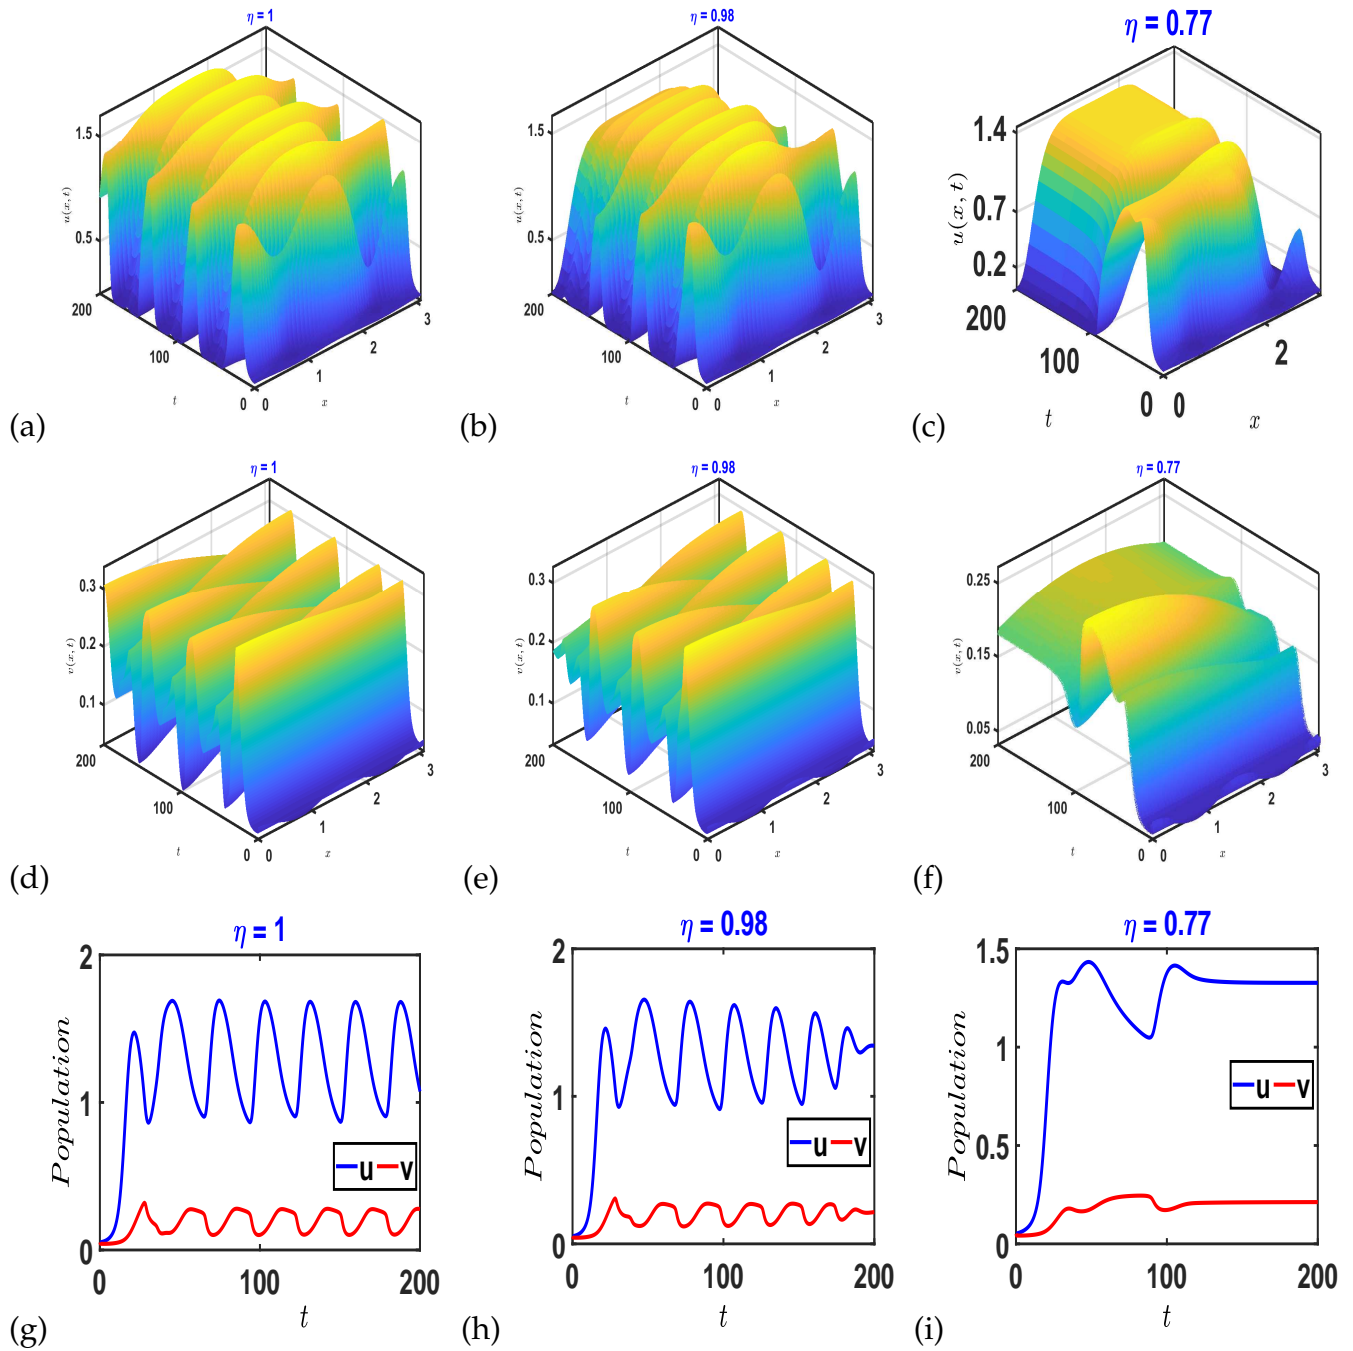 η = 1
1.5
0.5
u(x, t)
200
100
0
0
1
2
3
t
x
(a)
η = 0.98
1.5
0.5
u(x, t)
200
100
0
0
1
2
3
t
x
(b)
η = 0.77
1.4
0.7
0.2
u(x, t)
200
100
0
0
2
t
x
(c)
η = 1
0.3
0.2
0.1
v(x, t)
200
100
0
0
1
2
3
t
x
(d)
η = 0.98
0.3
0.2
0.1
v(x, t)
200
100
0
0
1
2
3
t
x
(e)
η = 0.77
0.25
0.15
0.05
v(x, t)
200
100
0
0
1
2
3
t
x
(f)
η = 1
2
1
0
Population
u v
0 100 200
t
(g)
η = 0.98
2
1
0
Population
u v
0 100 200
t
(h)
η = 0.77
1.5
1
0.5
0
Population
u v
0 100 200
t
(i)